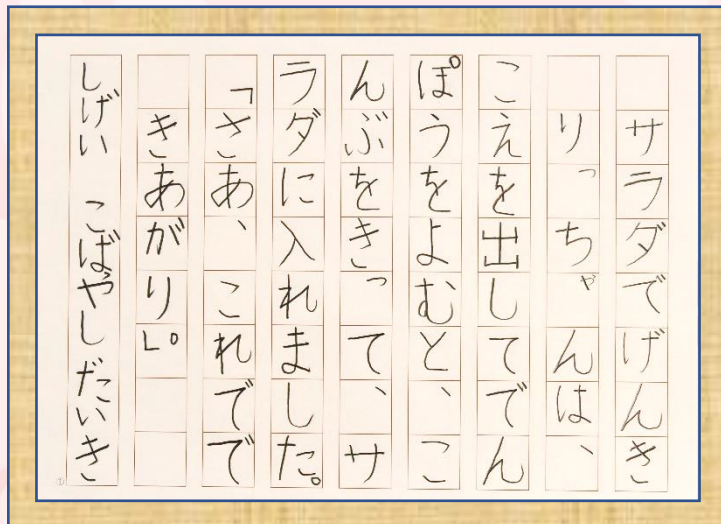 サラダでげんき
りっちゃんは、
こえを出してでん
ぽうをよむと、こ
んぶをきって、サ
ラダに入れました。
「さあ、これでで
きあがり」。
しげい こばやしだいき